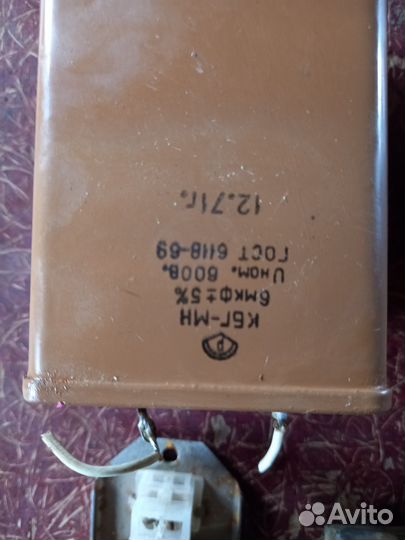 КБГ-МН
6мкф±5%
Uном. 600В.
ГОСТ 6118-69
12.71г.
Avito